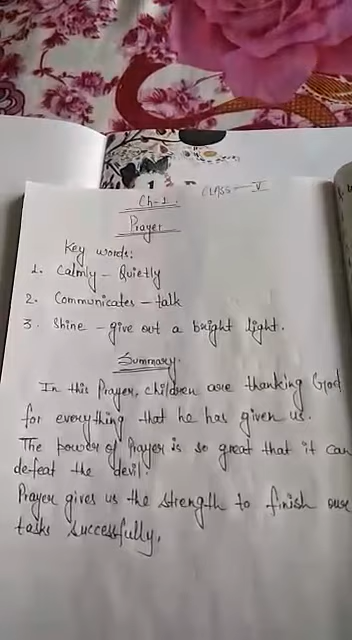 CLASS - V
Ch-1.
Prayer
Key words:
1. Calmly - Quietly
2. Communicates - talk
3. Shine - give out a bright light.
Summary.
In this Prayer, children are thanking God
for everything that he has given us.
The power of Prayer is so great that it can
defeat the devil.
Prayer gives us the strength to finish our
tasks successfully.